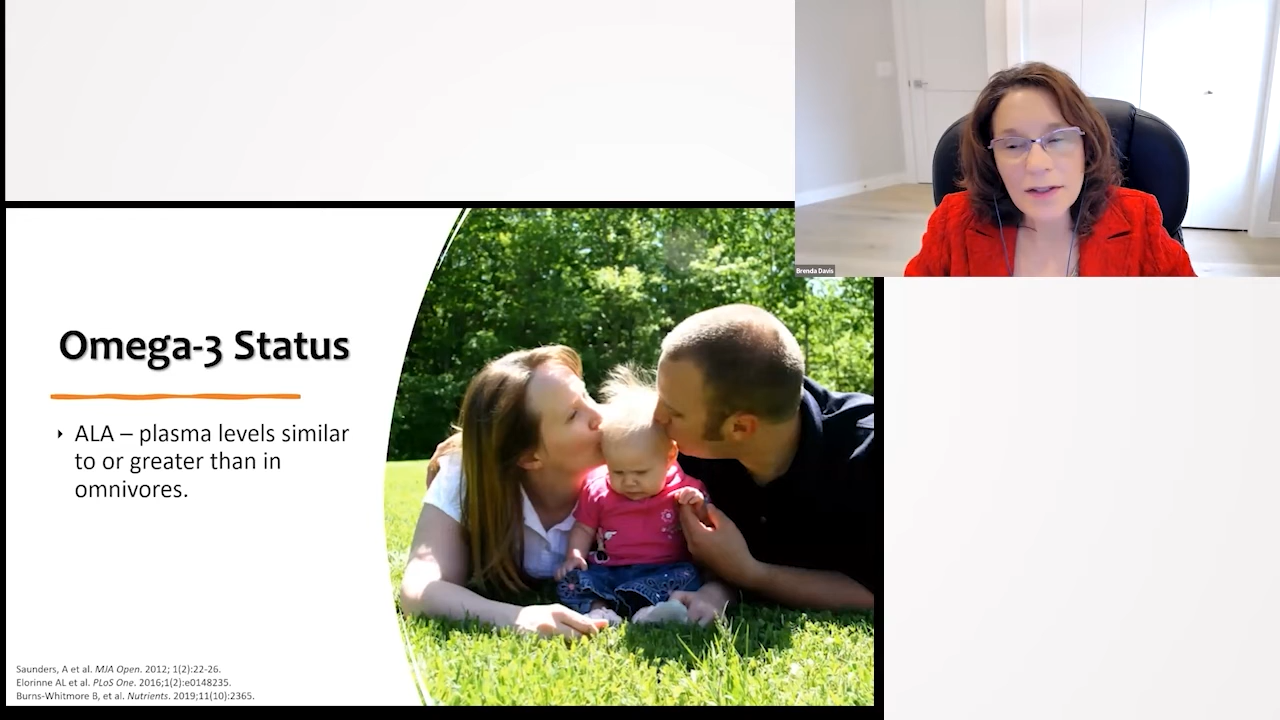 Brenda Davis
Omega-3 Status
‣ ALA – plasma levels similar
to or greater than in
omnivores.
Saunders, A et al. MJA Open. 2012; 1(2):22-26.
Elorinne AL et al. PLoS One. 2016;1(2):e0148235.
Burns-Whitmore B, et al. Nutrients. 2019;11(10):2365.